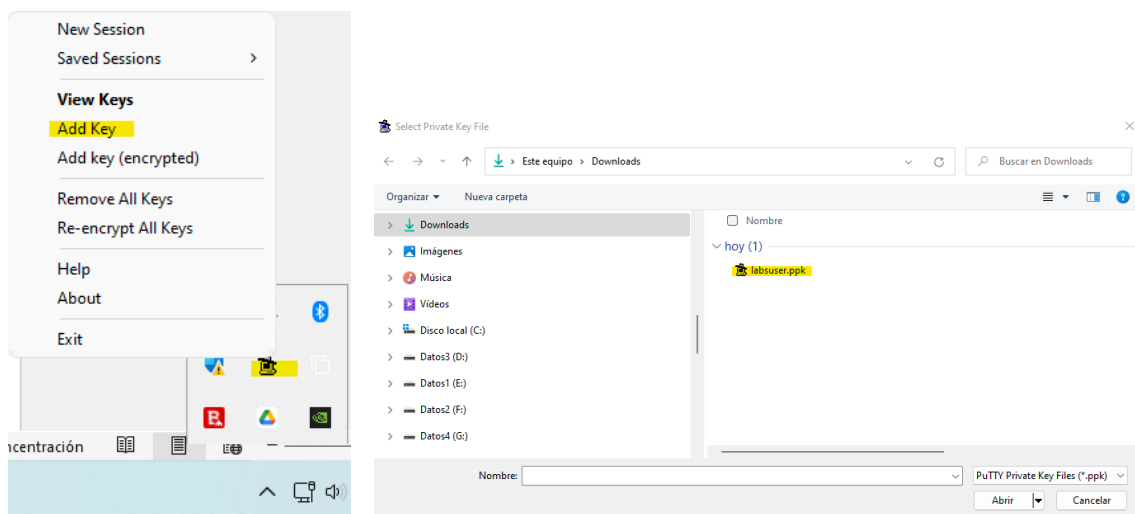 New Session
Saved Sessions
View Keys
Add Key
Add key (encrypted)
Remove All Keys
Re-encrypt All Keys
Help
About
Exit
ncentración
Select Private Key File
Este equipo > Downloads
Buscar en Downloads
Organizar
Nueva carpeta
Downloads
Imágenes
Música
Vídeos
Disco local (C:)
Datos3 (D:)
Datos1 (E:)
Datos2 (F:)
Datos4 (G:)
Nombre
hoy (1)
labsuser.ppk
Nombre:
PuTTY Private Key Files (*.ppk)
Abrir
Cancelar